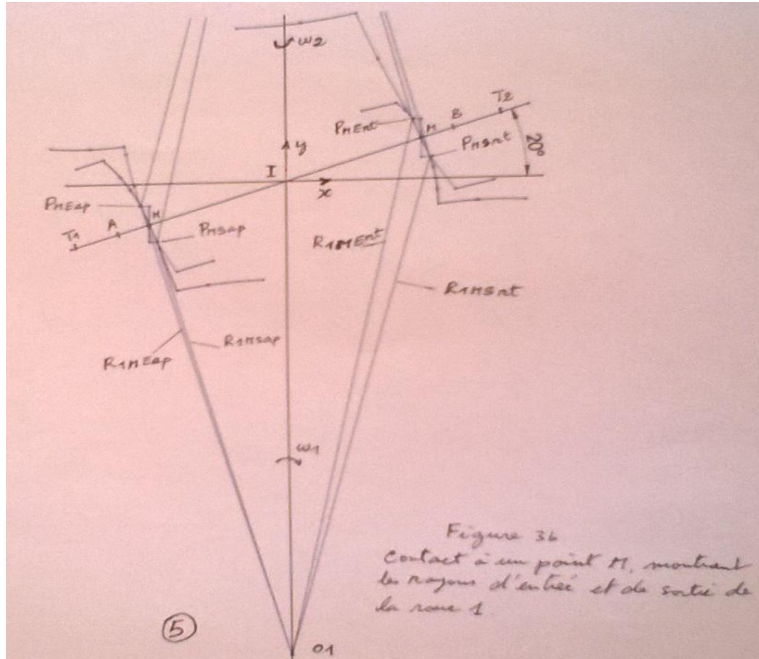 ω2
T2
B
PMEnt
M
PMSnt
20°
y
I
x
PMEap
M
A
T1
PMSap
R1MEnt
R1MSnt
R1MSap
R1MEap
ω1
Figure 3b
Contact à un point M, montrant
les rayons d'entrée et de sortie de
la roue 1
5
O1